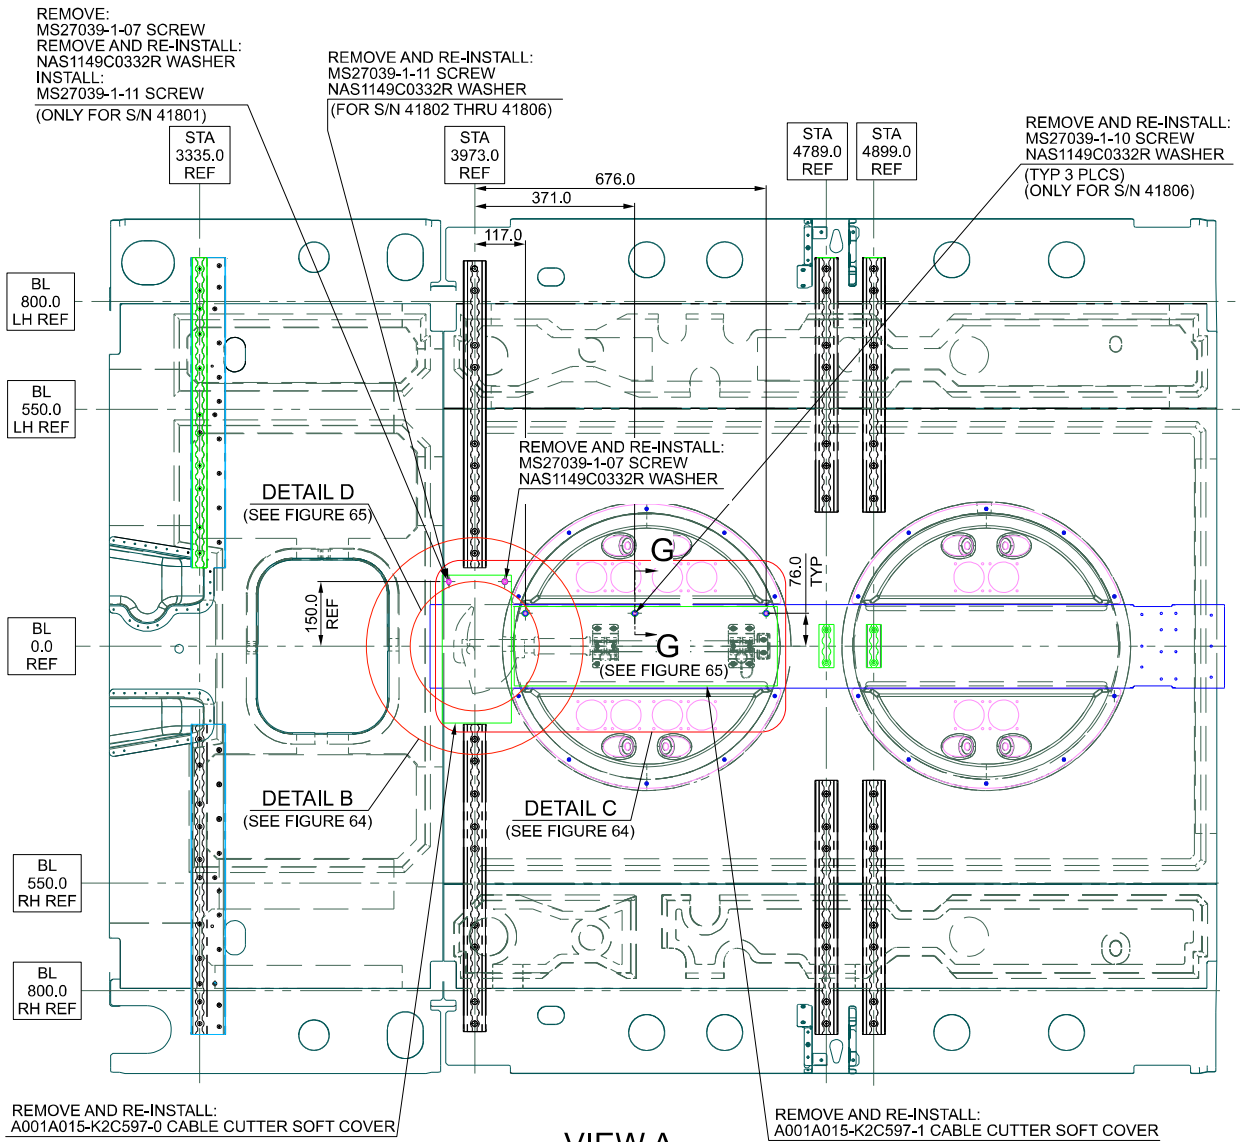 REMOVE:
MS27039-1-07 SCREW
REMOVE AND RE-INSTALL:
NAS1149C0332R WASHER
INSTALL:
MS27039-1-11 SCREW
(ONLY FOR S/N 41801)
REMOVE AND RE-INSTALL:
MS27039-1-11 SCREW
NAS1149C0332R WASHER
(FOR S/N 41802 THRU 41806)
REMOVE AND RE-INSTALL:
MS27039-1-10 SCREW
NAS1149C0332R WASHER
(TYP 3 PLCS)
(ONLY FOR S/N 41806)
STA
3335.0
REF
STA
3973.0
REF
STA
4789.0
REF
STA
4899.0
REF
676.0
371.0
117.0
BL
800.0
LH REF
BL
550.0
LH REF
REMOVE AND RE-INSTALL:
MS27039-1-07 SCREW
NAS1149C0332R WASHER
DETAIL D
(SEE FIGURE 65)
G
150.0
REF
76.0
TYP
BL
0.0
REF
G
(SEE FIGURE 65)
DETAIL B
(SEE FIGURE 64)
DETAIL C
(SEE FIGURE 64)
BL
550.0
RH REF
BL
800.0
RH REF
REMOVE AND RE-INSTALL:
A001A015-K2C597-0 CABLE CUTTER SOFT COVER
REMOVE AND RE-INSTALL:
A001A015-K2C597-1 CABLE CUTTER SOFT COVER
VIEW A